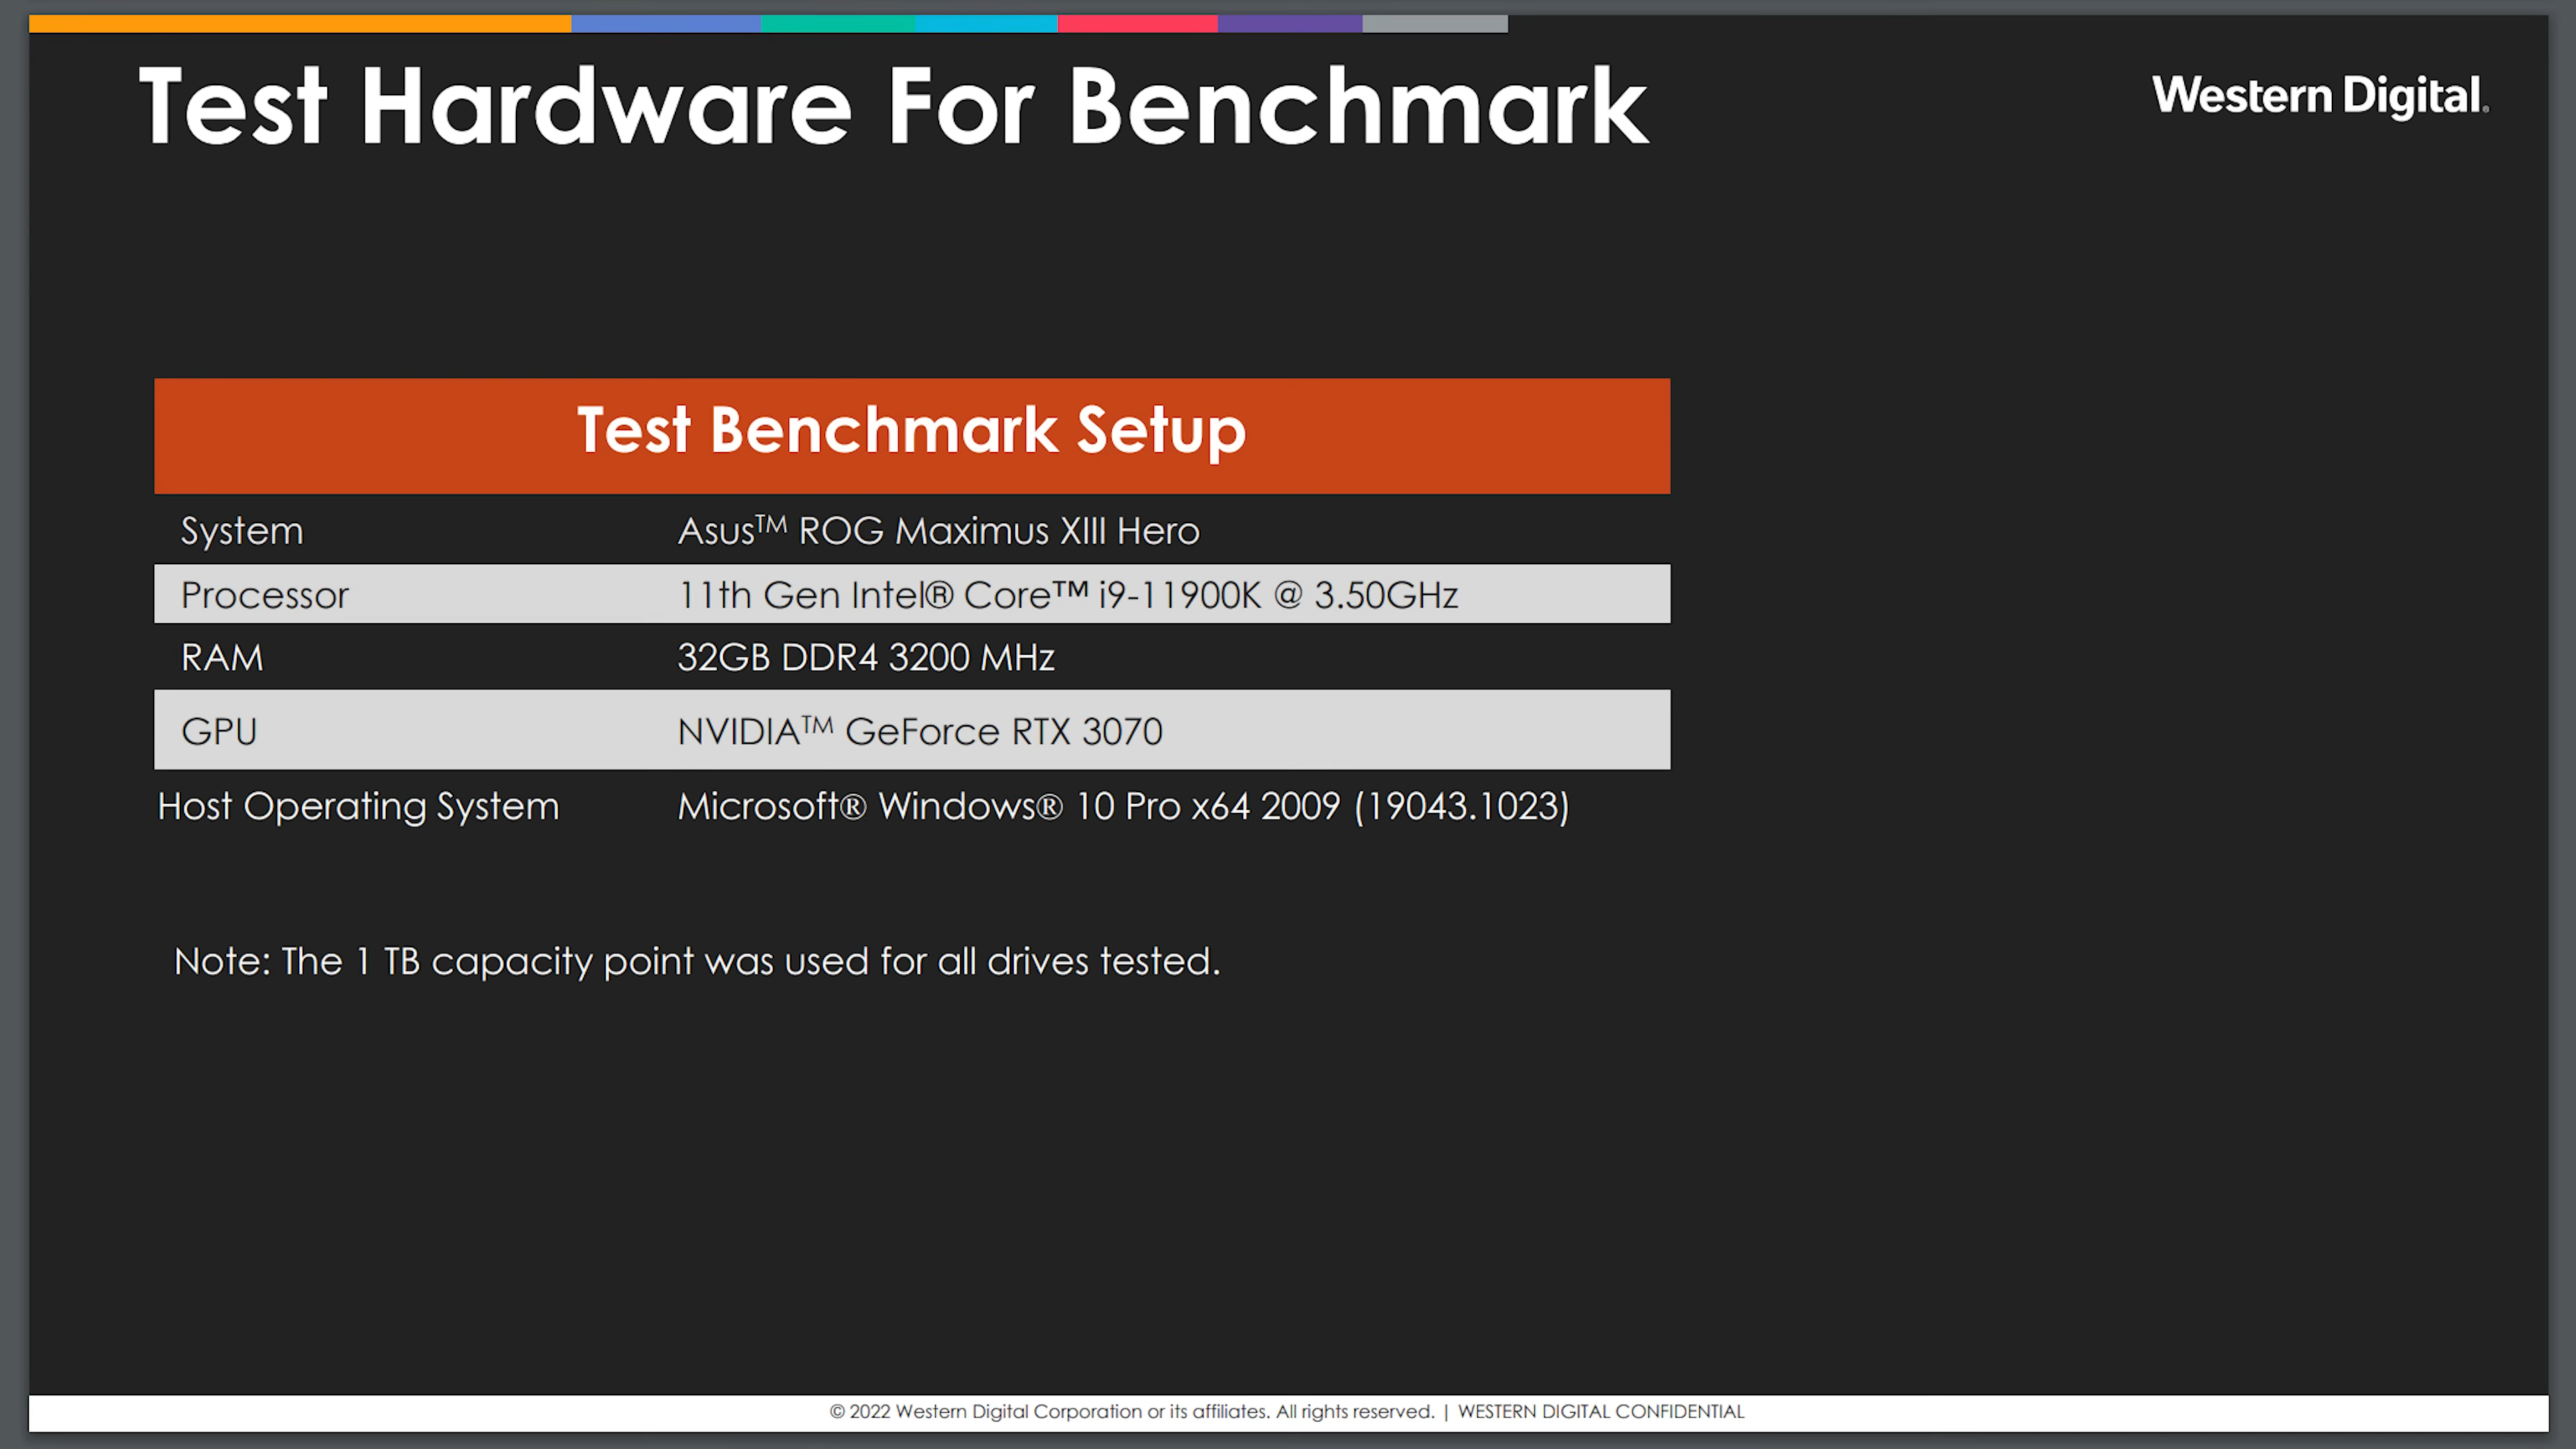 Test Hardware For Benchmark
Western Digital.
Test Benchmark Setup
System Asus™ ROG Maximus XIII Hero
Processor 11th Gen Intel® Core™ i9-11900K @ 3.50GHz
RAM 32GB DDR4 3200 MHz
GPU NVIDIA™ GeForce RTX 3070
Host Operating System Microsoft® Windows® 10 Pro x64 2009 (19043.1023)
Note: The 1 TB capacity point was used for all drives tested.
© 2022 Western Digital Corporation or its affiliates. All rights reserved. | WESTERN DIGITAL CONFIDENTIAL